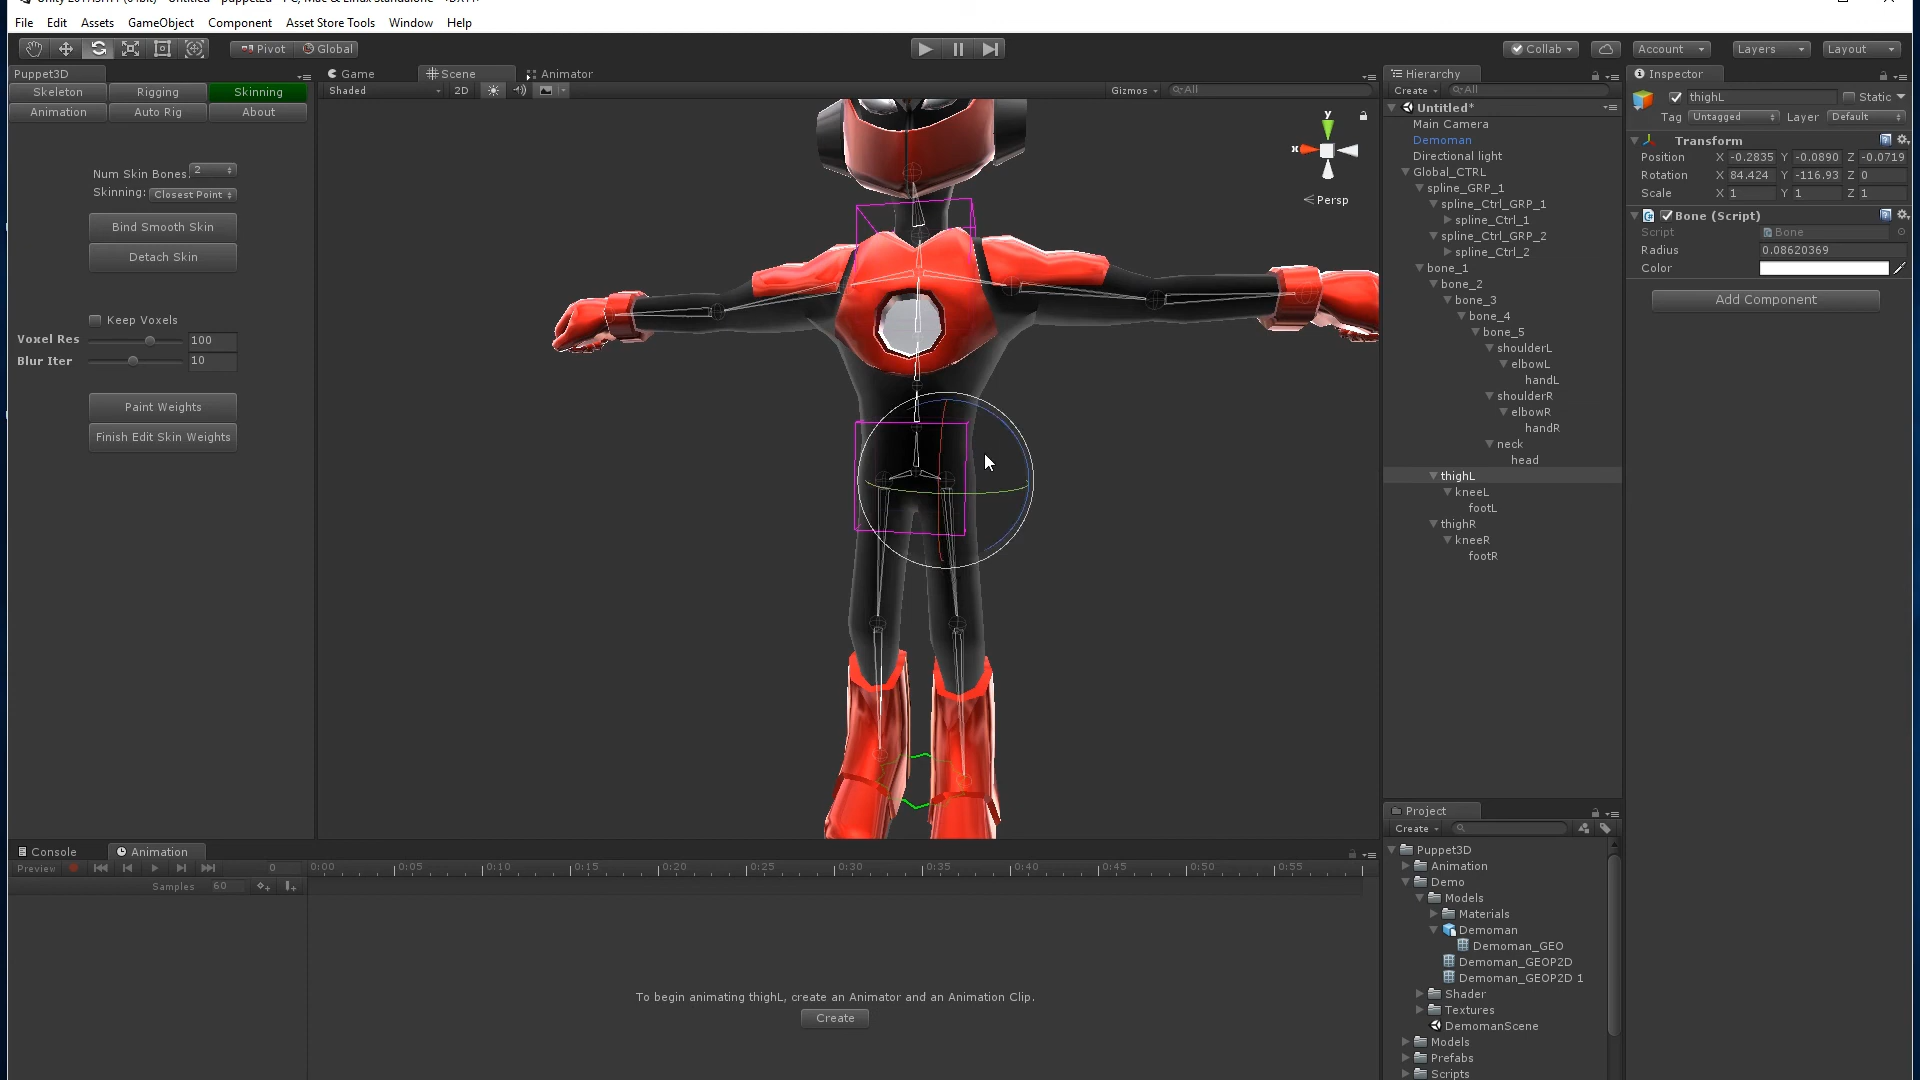 File Edit Assets GameObject Component Asset Store Tools Window Help
Pivot Global Collab Account Layers Layout
Puppet3D
Skeleton Rigging Skinning
Animation Auto Rig About
Num Skin Bones: 2
Skinning: Closest Point
Bind Smooth Skin
Detach Skin
Keep Voxels
Voxel Res 100
Blur Iter 10
Paint Weights
Finish Edit Skin Weights
Game Scene Animator
Shaded 2D Gizmos All
y
x
Persp
Hierarchy
Create All
Untitled*
Main Camera
Demoman
Directional light
Global_CTRL
spline_GRP_1
spline_Ctrl_GRP_1
spline_Ctrl_1
spline_Ctrl_GRP_2
spline_Ctrl_2
bone_1
bone_2
bone_3
bone_4
bone_5
shoulderL
elbowL
handL
shoulderR
elbowR
handR
neck
head
thighL
kneeL
footL
thighR
kneeR
footR
Inspector
thighL Static
Tag Untagged Layer Default
Transform
Position X -0.2835 Y -0.0890 Z -0.0719
Rotation X 84.424 Y -116.93 Z 0
Scale X 1 Y 1 Z 1
Bone (Script)
Script Bone
Radius 0.08620369
Color
Add Component
Project
Create
Puppet3D
Animation
Demo
Models
Materials
Demoman
Demoman_GEO
Demoman_GEOP2D
Demoman_GEOP2D 1
Shader
Textures
DemomanScene
Models
Prefabs
Scripts
Console Animation
Preview 0 0:00 0:05 0:10 0:15 0:20 0:25 0:30 0:35 0:40 0:45 0:50 0:55
Samples 60
To begin animating thighL, create an Animator and an Animation Clip.
Create